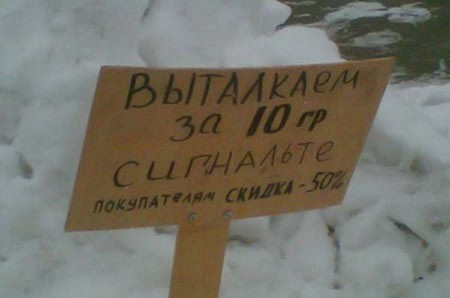 ВЫТАЛКАЕМ
ЗА 10 гр
СИГНАЛЬТЕ
ПОКУПАТЕЛЯМ СКИДКА - 50%